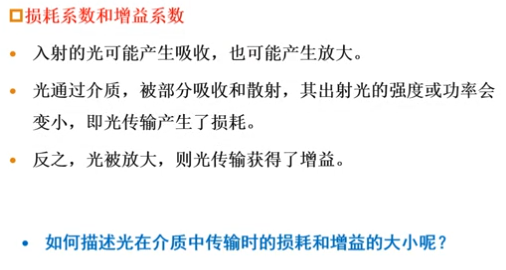 损耗系数和增益系数
• 入射的光可能产生吸收，也可能产生放大。
• 光通过介质，被部分吸收和散射，其出射光的强度或功率会
变小，即光传输产生了损耗。
• 反之，光被放大，则光传输获得了增益。
• 如何描述光在介质中传输时的损耗和增益的大小呢？